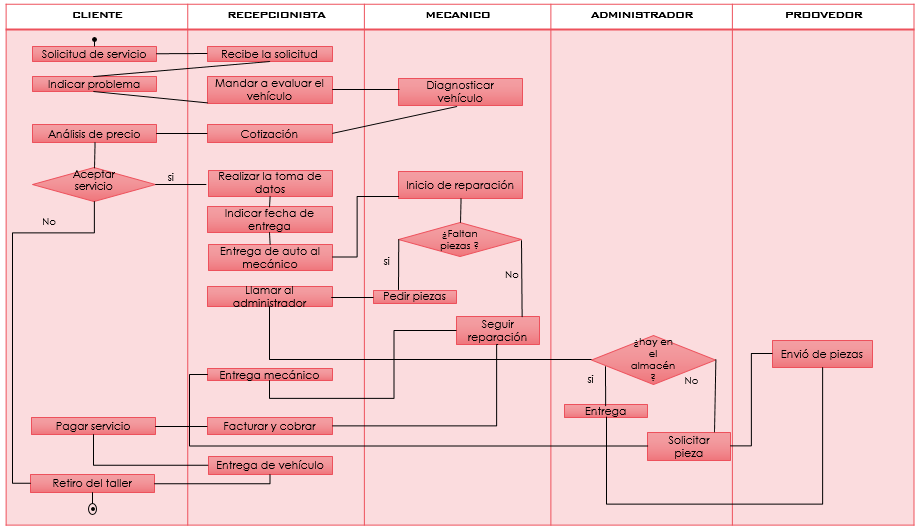 CLIENTE
RECEPCIONISTA
MECANICO
ADMINISTRADOR
PROOVEDOR
Solicitud de servicio
Recibe la solicitud
Indicar problema
Mandar a evaluar el
vehículo
Diagnosticar
vehículo
Análisis de precio
Cotización
Aceptar
servicio
si
Realizar la toma de
datos
Inicio de reparación
No
Indicar fecha de
entrega
¿Faltan
piezas ?
Entrega de auto al
mecánico
si
No
Llamar al
administrador
Pedir piezas
Seguir
reparación
¿hay en
el
almacén
?
Envió de piezas
Entrega mecánico
si
No
Entrega
Pagar servicio
Facturar y cobrar
Solicitar
pieza
Entrega de vehículo
Retiro del taller